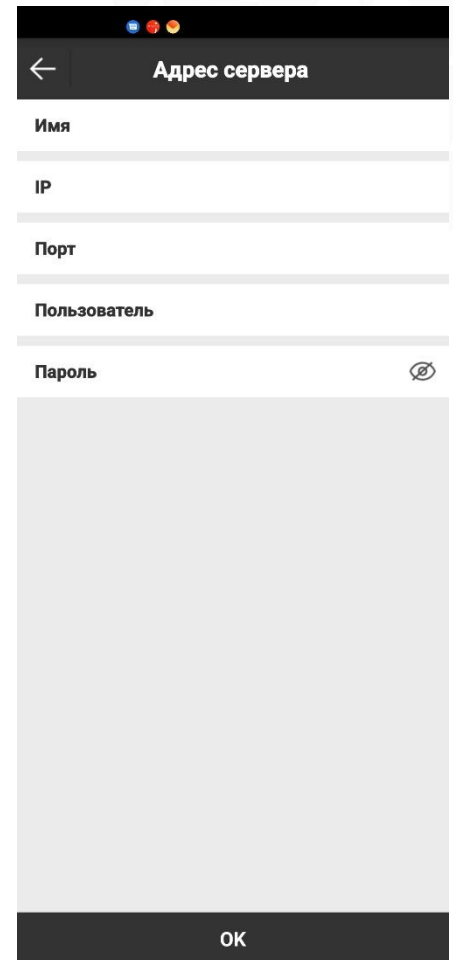 Адрес сервера
Имя
IP
Порт
Пользователь
Пароль
OK